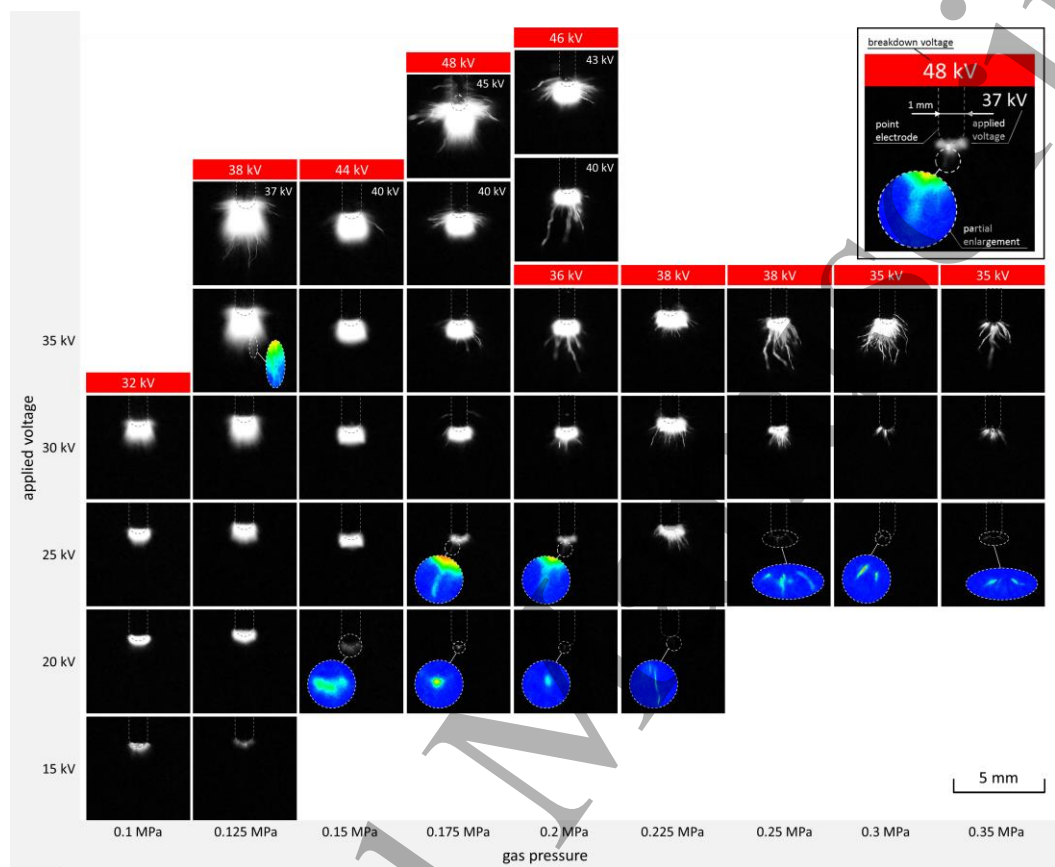 46 kV
43 kV
breakdown voltage
48 kV
45 kV
48 kV
37 kV
1 mm
point electrode
applied voltage
partial enlargement
38 kV
37 kV
44 kV
40 kV
40 kV
40 kV
36 kV
38 kV
38 kV
35 kV
35 kV
35 kV
32 kV
30 kV
applied voltage
25 kV
20 kV
15 kV
5 mm
0.1 MPa
0.125 MPa
0.15 MPa
0.175 MPa
0.2 MPa
0.225 MPa
0.25 MPa
0.3 MPa
0.35 MPa
gas pressure